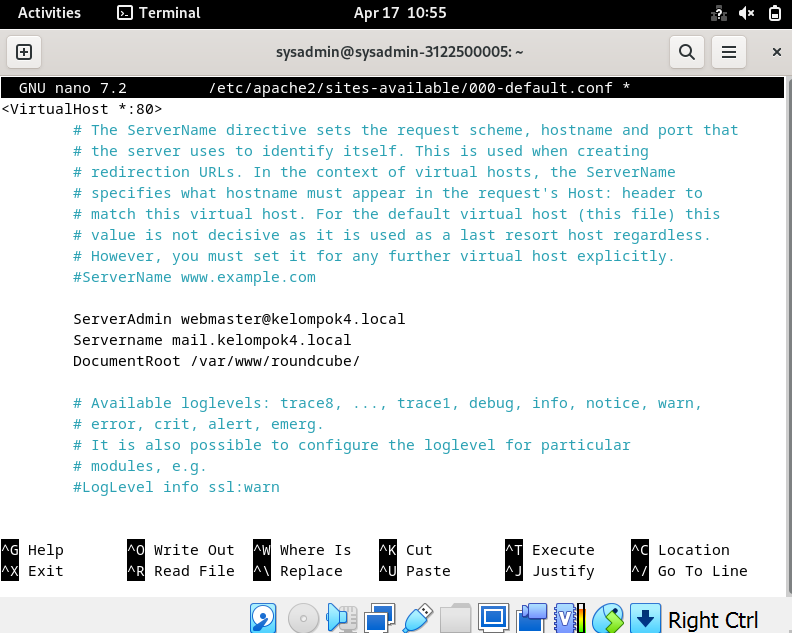 Activities Terminal Apr 17 10:55
sysadmin@sysadmin-3122500005: ~
GNU nano 7.2 /etc/apache2/sites-available/000-default.conf *
<VirtualHost *:80>
# The ServerName directive sets the request scheme, hostname and port that
# the server uses to identify itself. This is used when creating
# redirection URLs. In the context of virtual hosts, the ServerName
# specifies what hostname must appear in the request's Host: header to
# match this virtual host. For the default virtual host (this file) this
# value is not decisive as it is used as a last resort host regardless.
# However, you must set it for any further virtual host explicitly.
#ServerName www.example.com
ServerAdmin webmaster@kelompok4.local
Servername mail.kelompok4.local
DocumentRoot /var/www/roundcube/
# Available loglevels: trace8, ..., trace1, debug, info, notice, warn,
# error, crit, alert, emerg.
# It is also possible to configure the loglevel for particular
# modules, e.g.
#LogLevel info ssl:warn
^G Help ^O Write Out ^W Where Is ^K Cut ^T Execute ^C Location
^X Exit ^R Read File ^\ Replace ^U Paste ^J Justify ^/ Go To Line
Right Ctrl